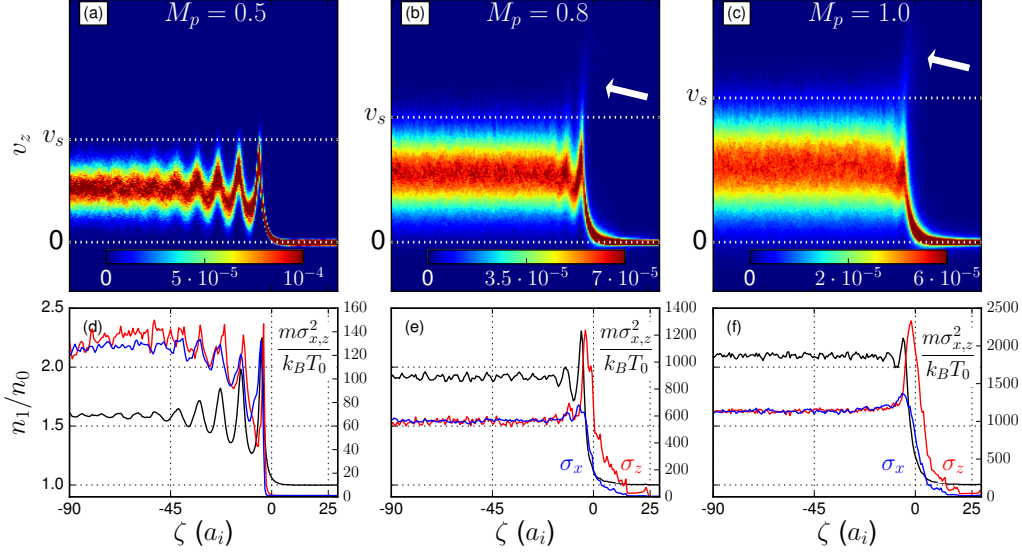 (a) M_p = 0.5
(b) M_p = 0.8
(c) M_p = 1.0
v_z
v_s
0
v_s
0
v_s
0
0 5·10⁻⁵ 10⁻⁴
0 3.5·10⁻⁵ 7·10⁻⁵
0 2·10⁻⁵ 6·10⁻⁵
(d)
n_1/n_0
2.5
2.0
1.5
1.0
mσ²_{x,z}
k_BT_0
160
140
120
100
80
60
40
20
0
(e)
mσ²_{x,z}
k_BT_0
σ_x σ_z
1400
1200
1000
800
600
400
200
0
(f)
mσ²_{x,z}
k_BT_0
σ_x σ_z
2500
2000
1500
1000
500
0
-90 -45 0 25
-90 -45 0 25
-90 -45 0 25
ζ (a_i)
ζ (a_i)
ζ (a_i)